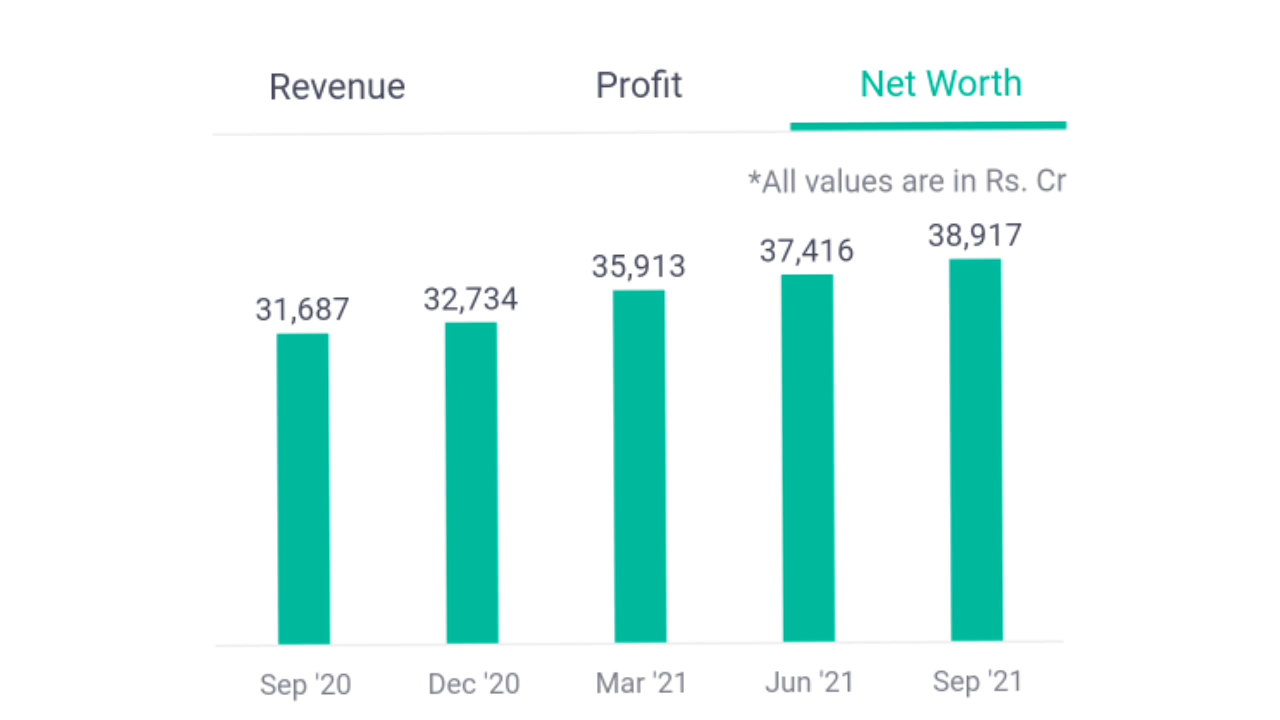 Revenue Profit Net Worth
*All values are in Rs. Cr
31,687 32,734 35,913 37,416 38,917
Sep '20 Dec '20 Mar '21 Jun '21 Sep '21